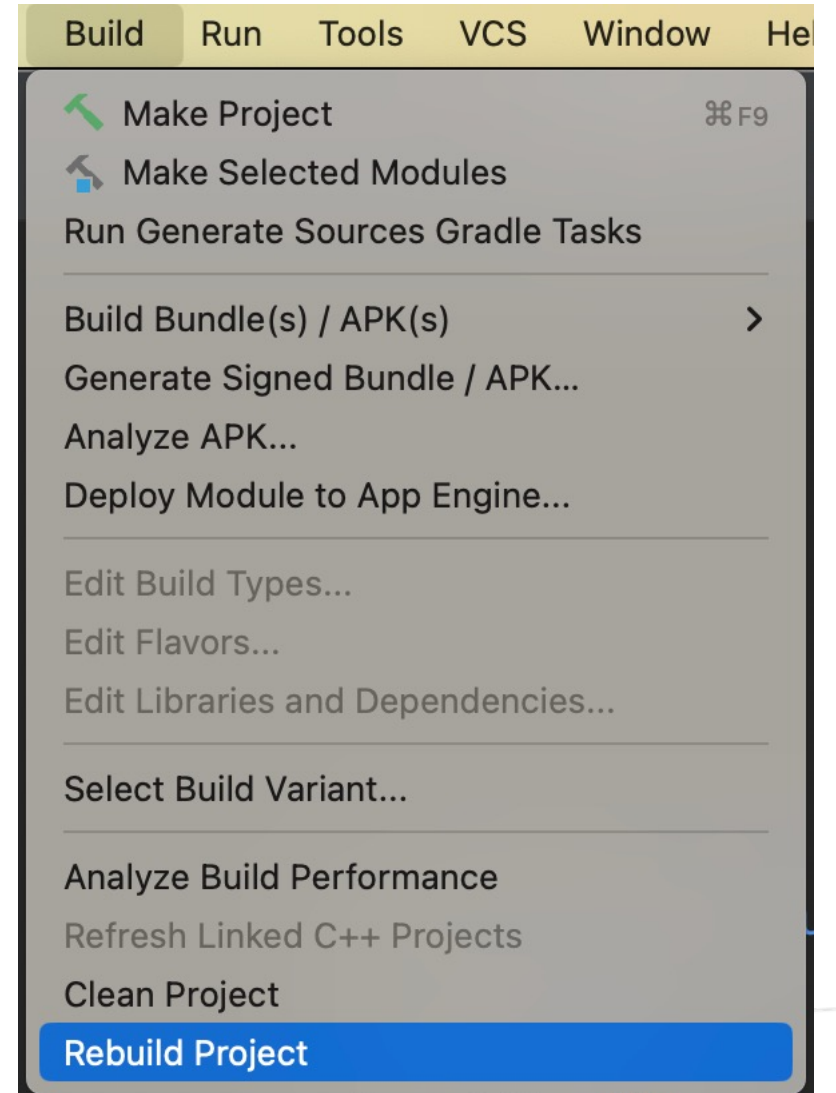 Build Run Tools VCS Window Hel
Make Project ⌘F9
Make Selected Modules
Run Generate Sources Gradle Tasks
Build Bundle(s) / APK(s)
Generate Signed Bundle / APK...
Analyze APK...
Deploy Module to App Engine...
Edit Build Types...
Edit Flavors...
Edit Libraries and Dependencies...
Select Build Variant...
Analyze Build Performance
Refresh Linked C++ Projects
Clean Project
Rebuild Project